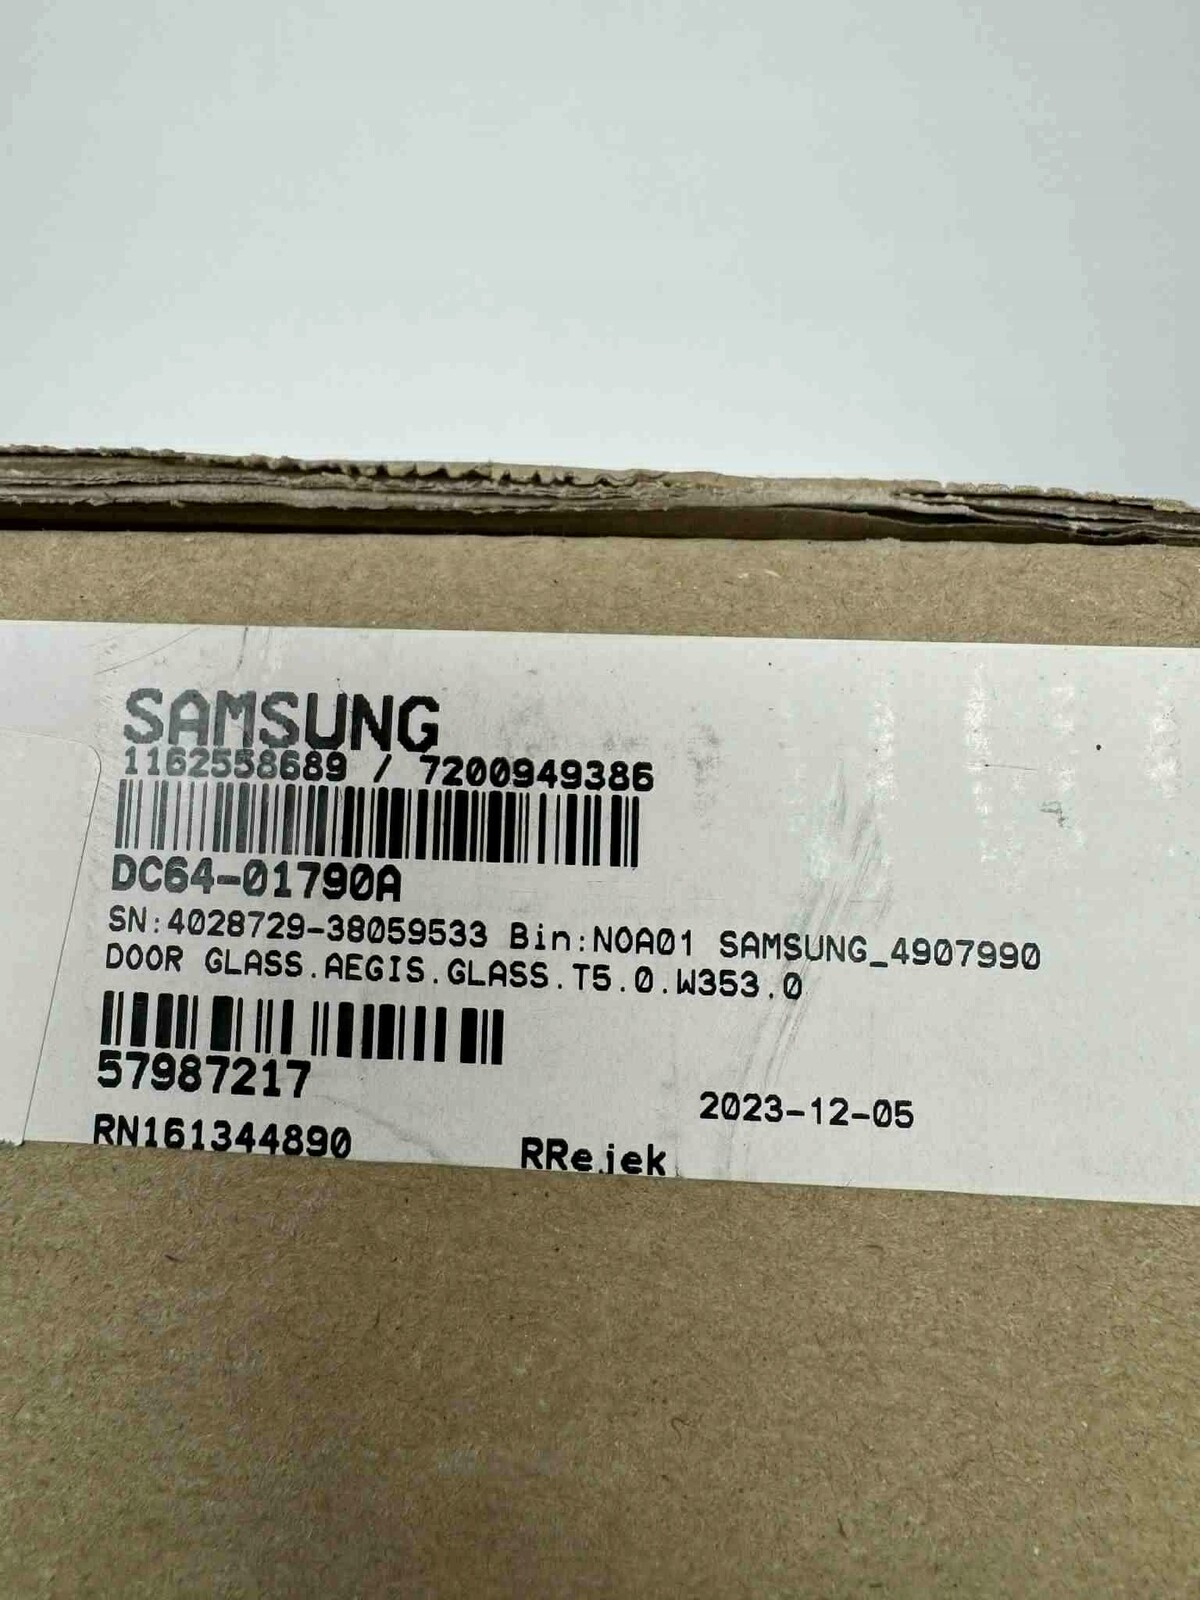 SAMSUNG
1162558689 / 7200949386
DC64-01790A
SN:4028729-38059533 Bin:NOA01 SAMSUNG_4907990
DOOR GLASS.AEGIS.GLASS.T5.0.W353.0
57987217
2023-12-05
RN161344890 RRejek